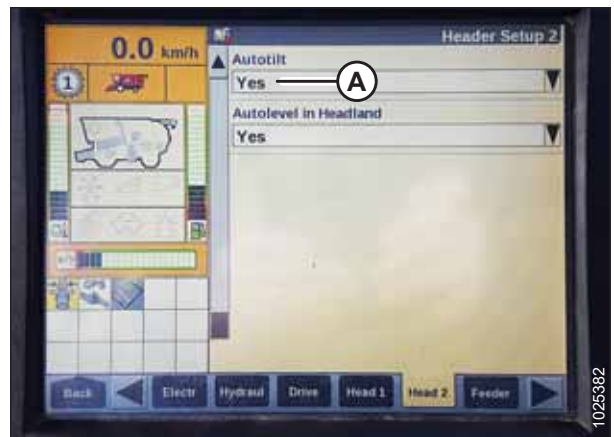 0.0 km/h
Header Setup 2
1
Autotilt
Yes
A
Autolevel in Headland
Yes
Back
Electr
Hydraul
Drive
Head 1
Head 2
Feeder
1025382